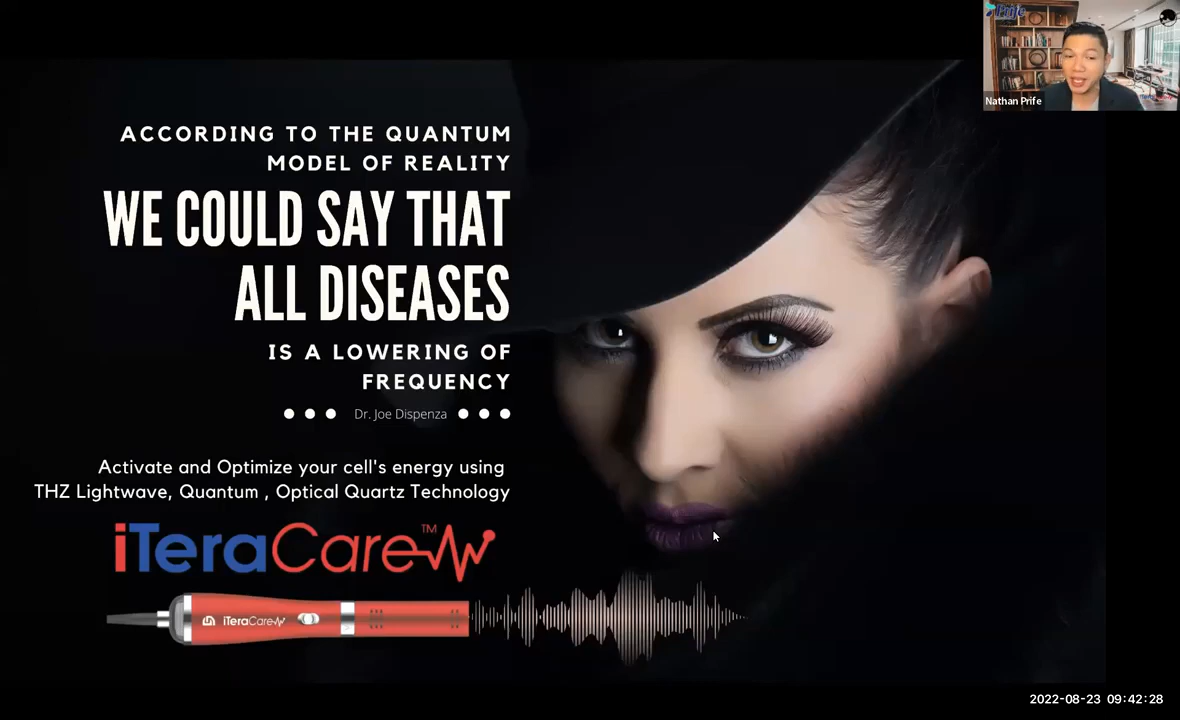 Prife
Nathan Prife
ACCORDING TO THE QUANTUM
MODEL OF REALITY
WE COULD SAY THAT
ALL DISEASES
IS A LOWERING OF
FREQUENCY
Dr. Joe Dispenza
Activate and Optimize your cell's energy using
THZ Lightwave, Quantum , Optical Quartz Technology
iTeraCare™
iTeraCare
2022-08-23 09:42:28